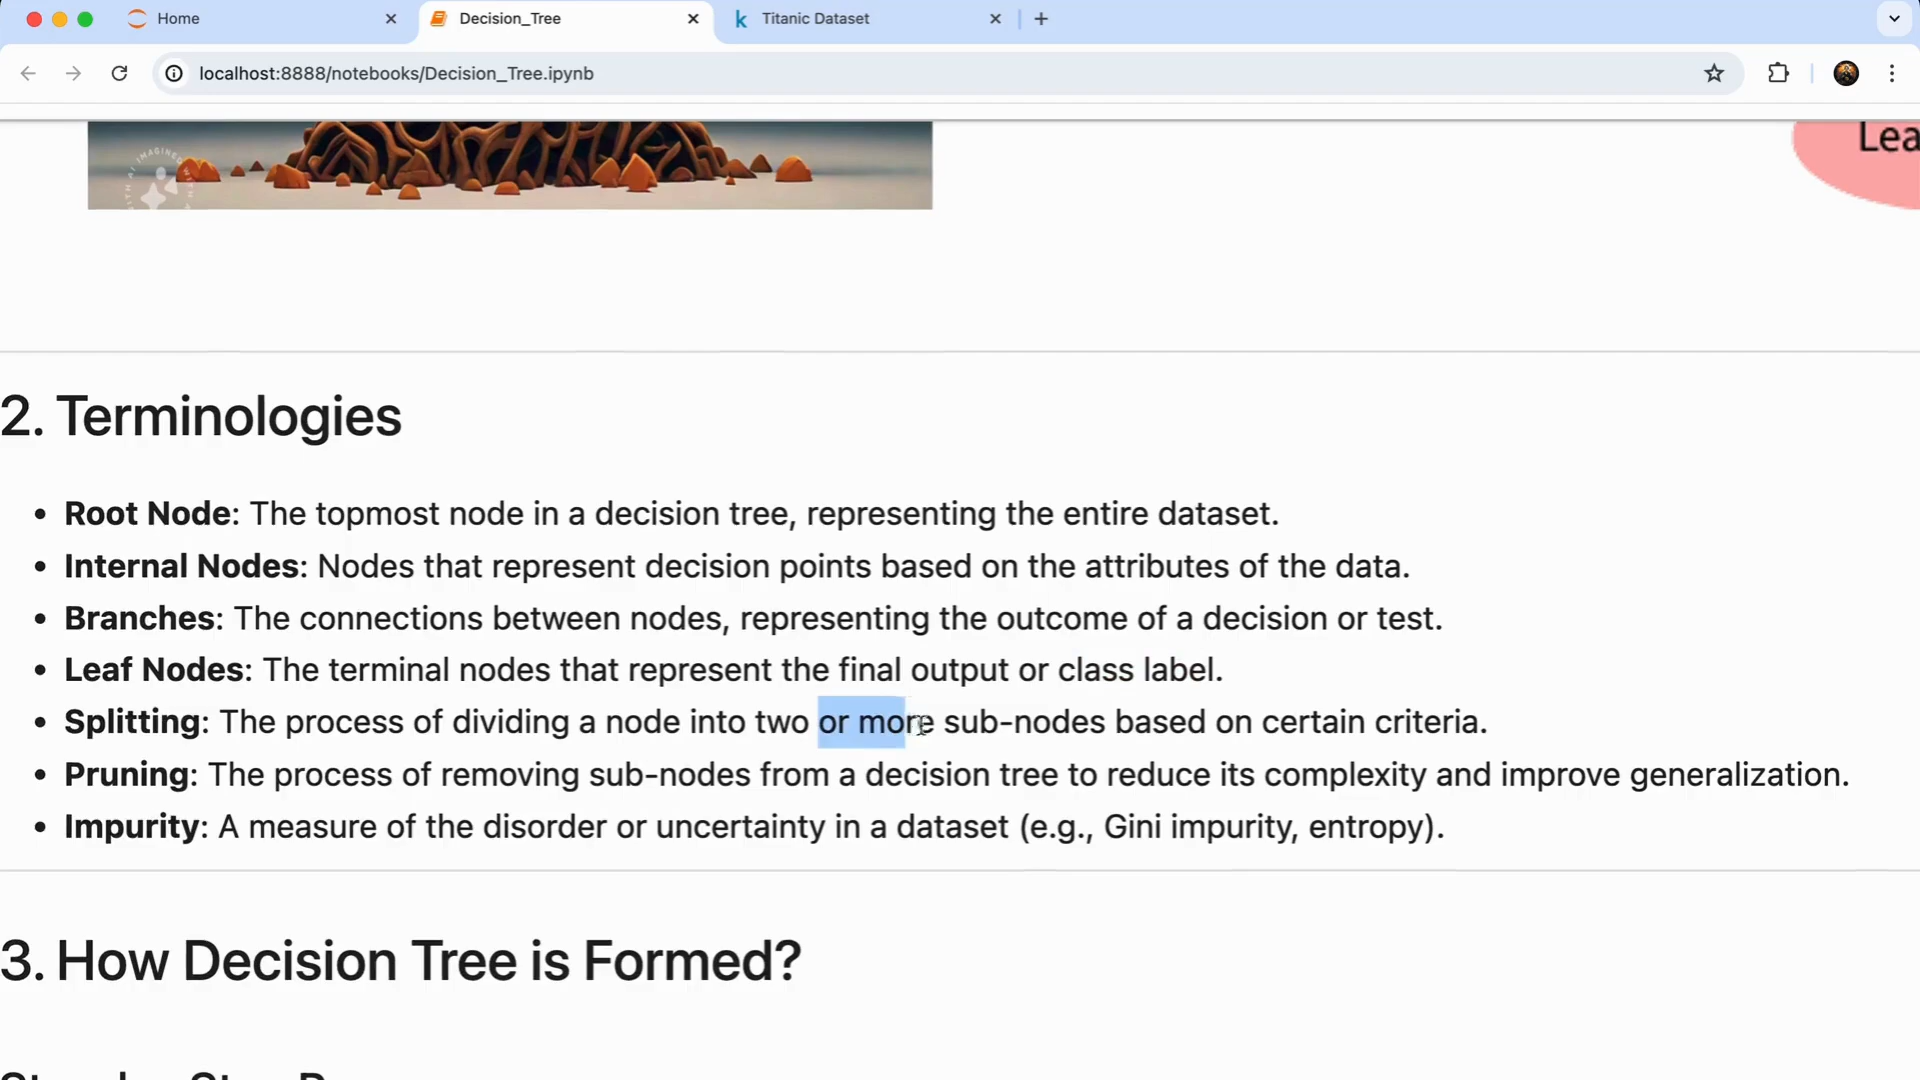 Home
Decision_Tree
Titanic Dataset
localhost:8888/notebooks/Decision_Tree.ipynb
Lea
2. Terminologies
• Root Node: The topmost node in a decision tree, representing the entire dataset.
• Internal Nodes: Nodes that represent decision points based on the attributes of the data.
• Branches: The connections between nodes, representing the outcome of a decision or test.
• Leaf Nodes: The terminal nodes that represent the final output or class label.
• Splitting: The process of dividing a node into two or more sub-nodes based on certain criteria.
• Pruning: The process of removing sub-nodes from a decision tree to reduce its complexity and improve generalization.
• Impurity: A measure of the disorder or uncertainty in a dataset (e.g., Gini impurity, entropy).
3. How Decision Tree is Formed?